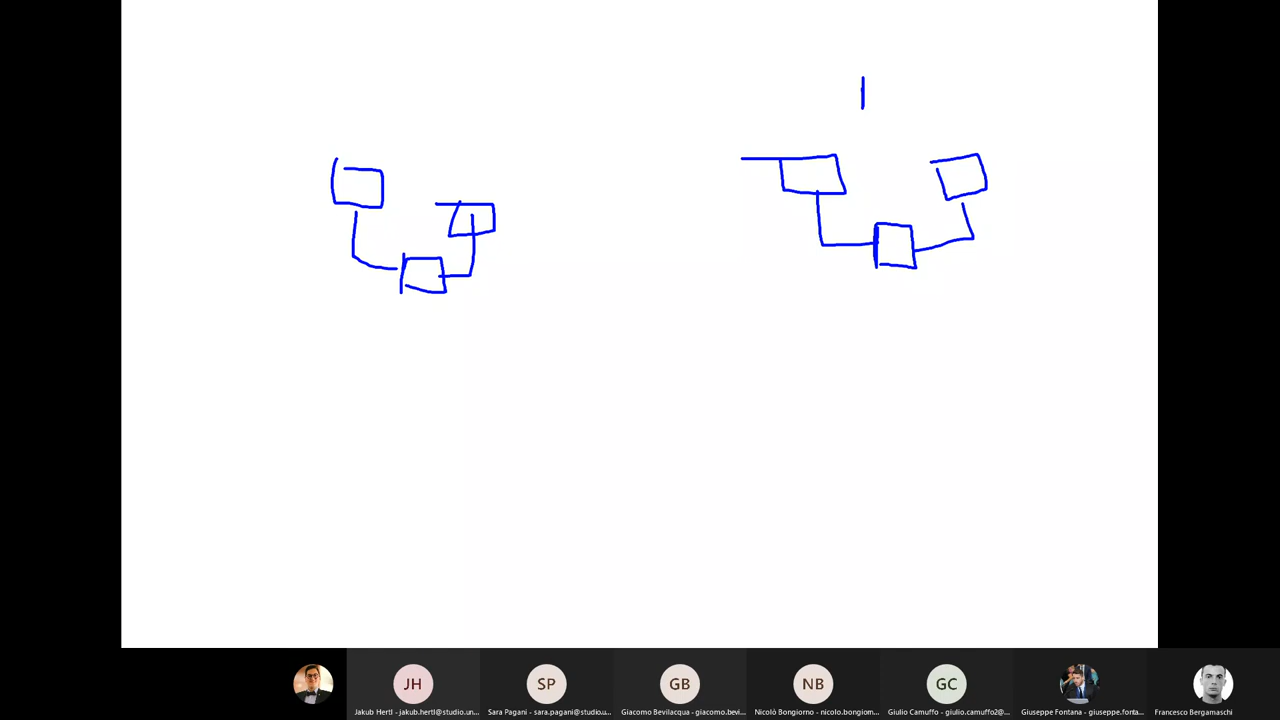 JH
SP
GB
NB
GC
Jakub Hertl - jakub.hertl@studio.un...
Sara Pagani - sara.pagani@studio.u...
Giacomo Bevilacqua - giacomo.bevi...
Nicolò Bongiorno - nicolo.bongiorn...
Giulio Camuffo - giulio.camuffo2@...
Giuseppe Fontana - giuseppe.fonta...
Francesco Bergamaschi